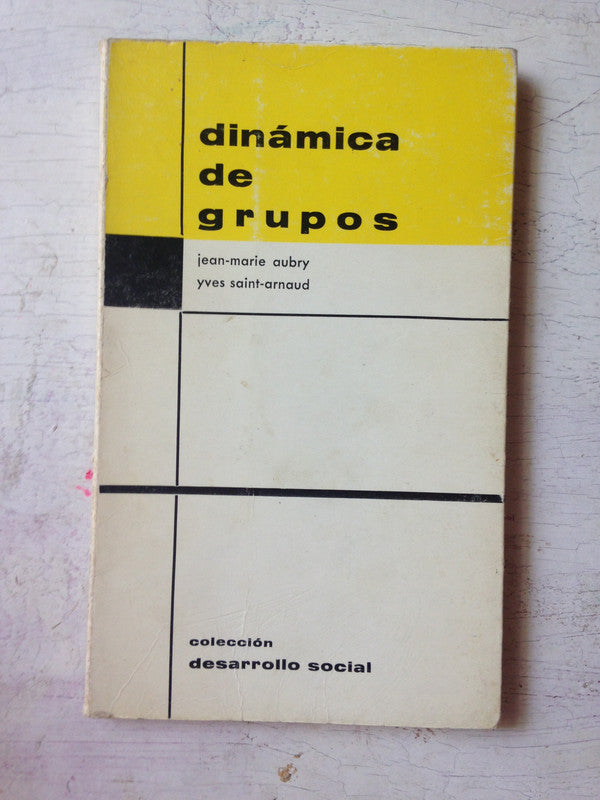 dinámica
de
grupos
jean-marie aubry
yves saint-arnaud
colección
desarrollo social